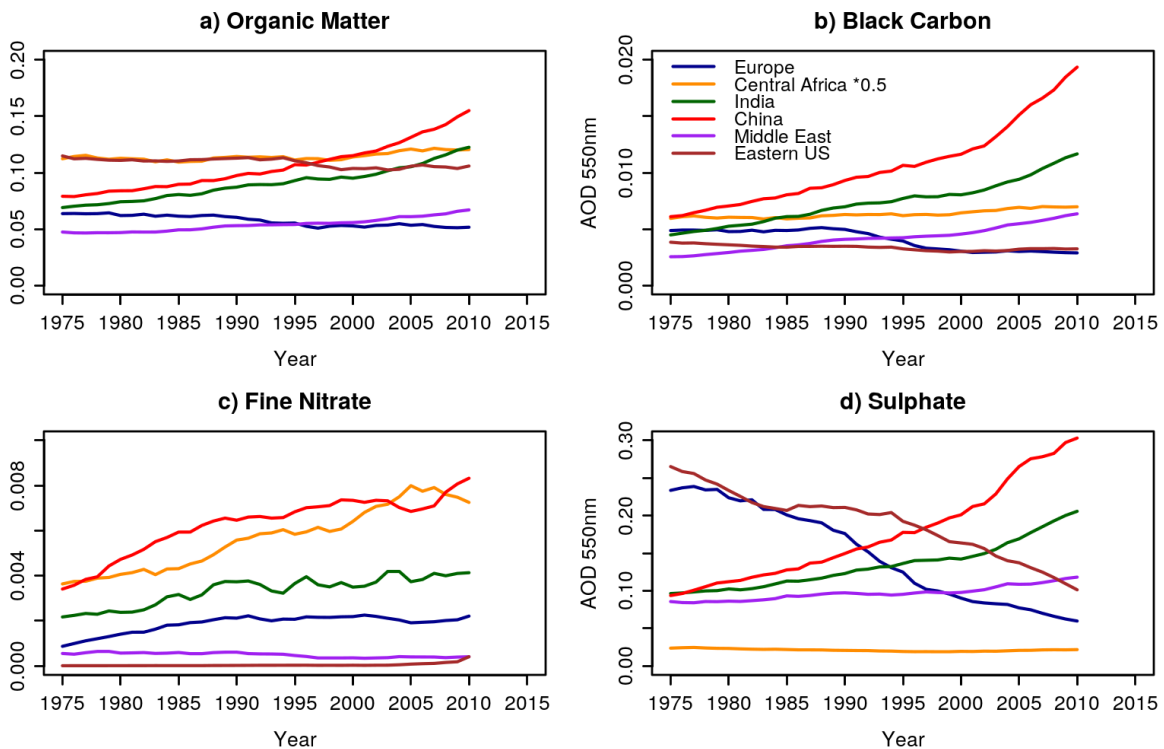 a) Organic Matter
0.00 0.05 0.10 0.15 0.20
1975 1980 1985 1990 1995 2000 2005 2010 2015
Year
b) Black Carbon
AOD 550nm
0.000 0.010 0.020
Europe
Central Africa *0.5
India
China
Middle East
Eastern US
1975 1980 1985 1990 1995 2000 2005 2010 2015
Year
c) Fine Nitrate
0.000 0.004 0.008
1975 1980 1985 1990 1995 2000 2005 2010 2015
Year
d) Sulphate
AOD 550nm
0.00 0.10 0.20 0.30
1975 1980 1985 1990 1995 2000 2005 2010 2015
Year